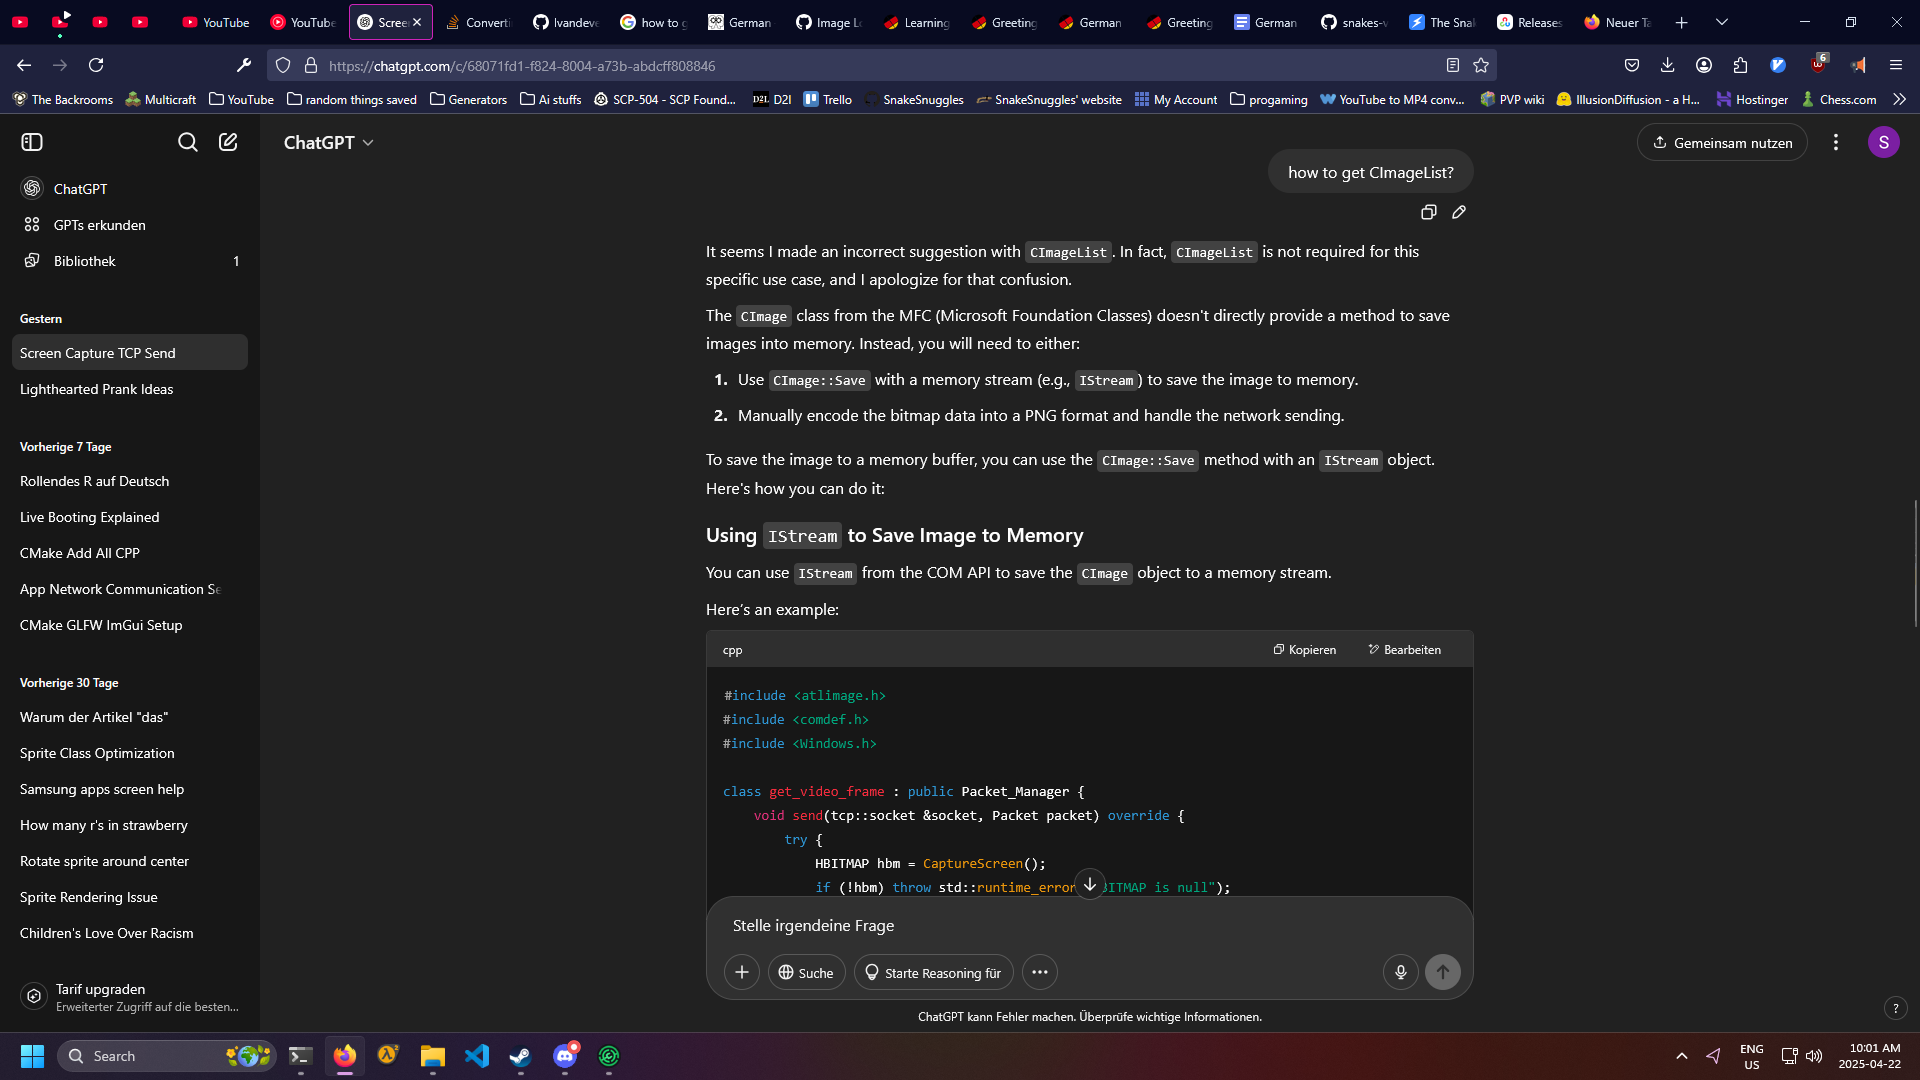 YouTube
YouTube
Scree
Converti
Ivandeve
how to g
German
Image Lo
Learning
Greeting
German
Greeting
German
snakes-v
The Snak
Releases
Neuer Ta
https://chatgpt.com/c/68071fd1-f824-8004-a73b-abdcff808846
6
The Backrooms
Multicraft
YouTube
random things saved
Generators
Ai stuffs
SCP-504 - SCP Found...
D2L D2l
Trello
SnakeSnuggles
SnakeSnuggles' website
My Account
progaming
YouTube to MP4 conv...
PVP wiki
IllusionDiffusion - a H...
Hostinger
Chess.com
ChatGPT
Gemeinsam nutzen
S
ChatGPT
GPTs erkunden
Bibliothek 1
Gestern
Screen Capture TCP Send
Lighthearted Prank Ideas
Vorherige 7 Tage
Rollendes R auf Deutsch
Live Booting Explained
CMake Add All CPP
App Network Communication Se
CMake GLFW ImGui Setup
Vorherige 30 Tage
Warum der Artikel "das"
Sprite Class Optimization
Samsung apps screen help
How many r's in strawberry
Rotate sprite around center
Sprite Rendering Issue
Children's Love Over Racism
Tarif upgraden
Erweiterter Zugriff auf die besten...
how to get CImageList?
It seems I made an incorrect suggestion with CImageList. In fact, CImageList is not required for this
specific use case, and I apologize for that confusion.
The CImage class from the MFC (Microsoft Foundation Classes) doesn't directly provide a method to save
images into memory. Instead, you will need to either:
1. Use CImage::Save with a memory stream (e.g., IStream) to save the image to memory.
2. Manually encode the bitmap data into a PNG format and handle the network sending.
To save the image to a memory buffer, you can use the CImage::Save method with an IStream object.
Here's how you can do it:
Using IStream to Save Image to Memory
You can use IStream from the COM API to save the CImage object to a memory stream.
Here's an example:
cpp
Kopieren
Bearbeiten
#include <atlimage.h>
#include <comdef.h>
#include <Windows.h>
class get_video_frame : public Packet_Manager {
void send(tcp::socket &socket, Packet packet) override {
try {
HBITMAP hbm = CaptureScreen();
if (!hbm) throw std::runtime_error BITMAP is null");
Stelle irgendeine Frage
Suche
Starte Reasoning für
ChatGPT kann Fehler machen. Überprüfe wichtige Informationen.
?
Search
ENG
US
10:01 AM
2025-04-22